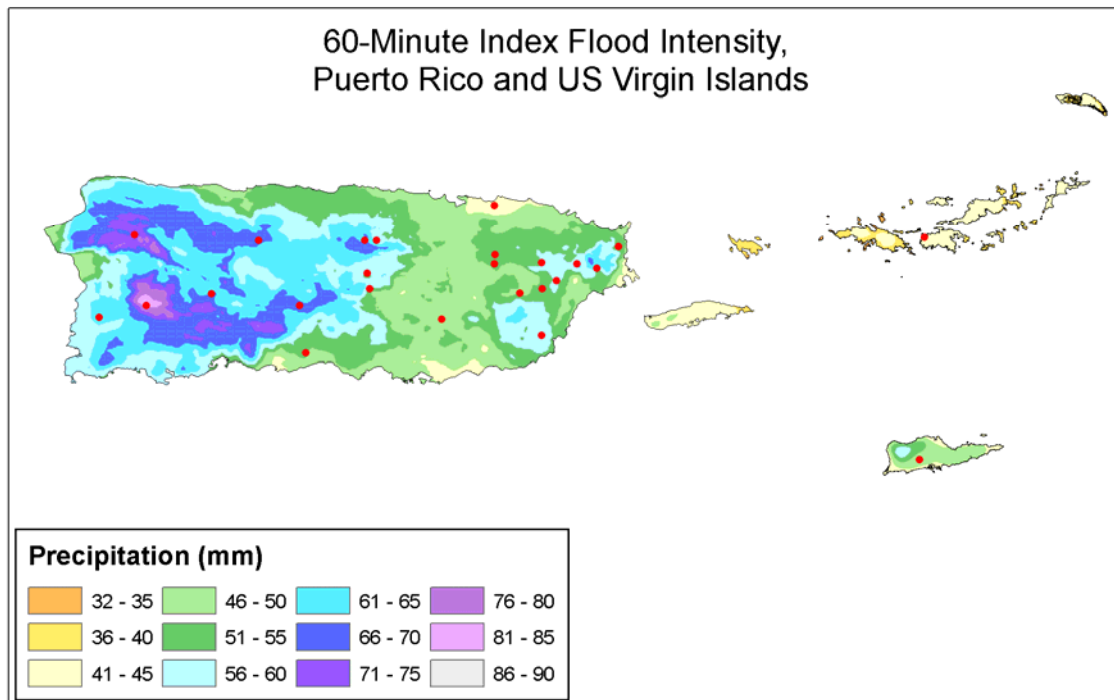 60-Minute Index Flood Intensity,
Puerto Rico and US Virgin Islands
Precipitation (mm)
32 - 35 46 - 50 61 - 65 76 - 80
36 - 40 51 - 55 66 - 70 81 - 85
41 - 45 56 - 60 71 - 75 86 - 90